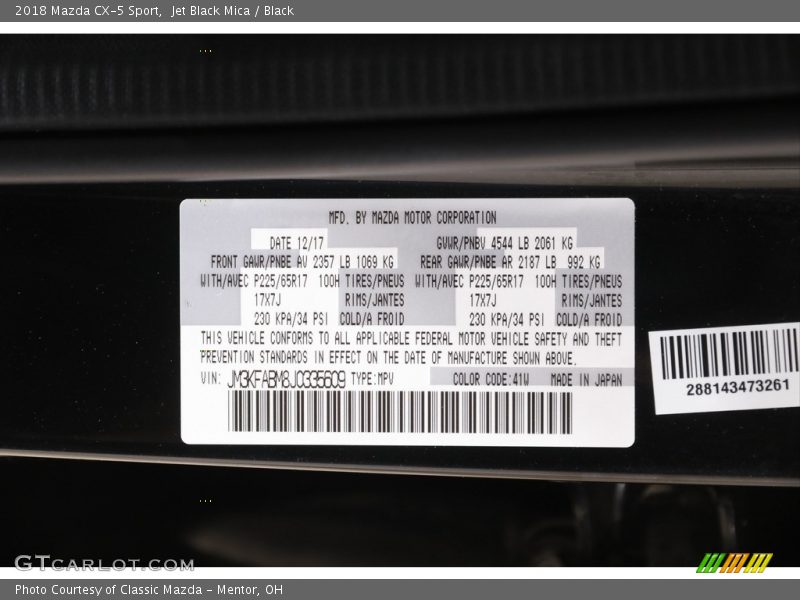 2018 Mazda CX-5 Sport,  Jet Black Mica / Black
MFD. BY MAZDA MOTOR CORPORATION
DATE 12/17 GVWR/PNBV 4544 LB 2061 KG
FRONT GAWR/PNBE AV 2357 LB 1069 KG REAR GAWR/PNBE AR 2187 LB 992 KG
WITH/AVEC P225/65R17 100H TIRES/PNEUS WITH/AVEC P225/65R17 100H TIRES/PNEUS
17X7J RIMS/JANTES 17X7J RIMS/JANTES
230 KPA/34 PSI COLD/A FROID 230 KPA/34 PSI COLD/A FROID
THIS VEHICLE CONFORMS TO ALL APPLICABLE FEDERAL MOTOR VEHICLE SAFETY AND THEFT
PREVENTION STANDARDS IN EFFECT ON THE DATE OF MANUFACTURE SHOWN ABOVE.
VIN: JM3KFABM8J0335609 TYPE:MPV COLOR CODE:41W MADE IN JAPAN
288143473261
GTCARLOT.COM
Photo Courtesy of Classic Mazda - Mentor, OH